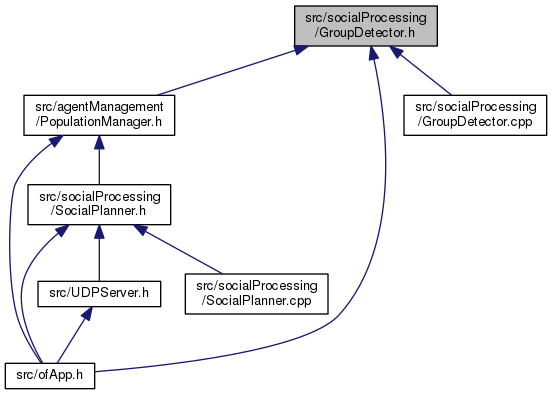 src/socialProcessing
/GroupDetector.h
src/agentManagement
/PopulationManager.h
src/socialProcessing
/GroupDetector.cpp
src/socialProcessing
/SocialPlanner.h
src/UDPServer.h
src/socialProcessing
/SocialPlanner.cpp
src/ofApp.h